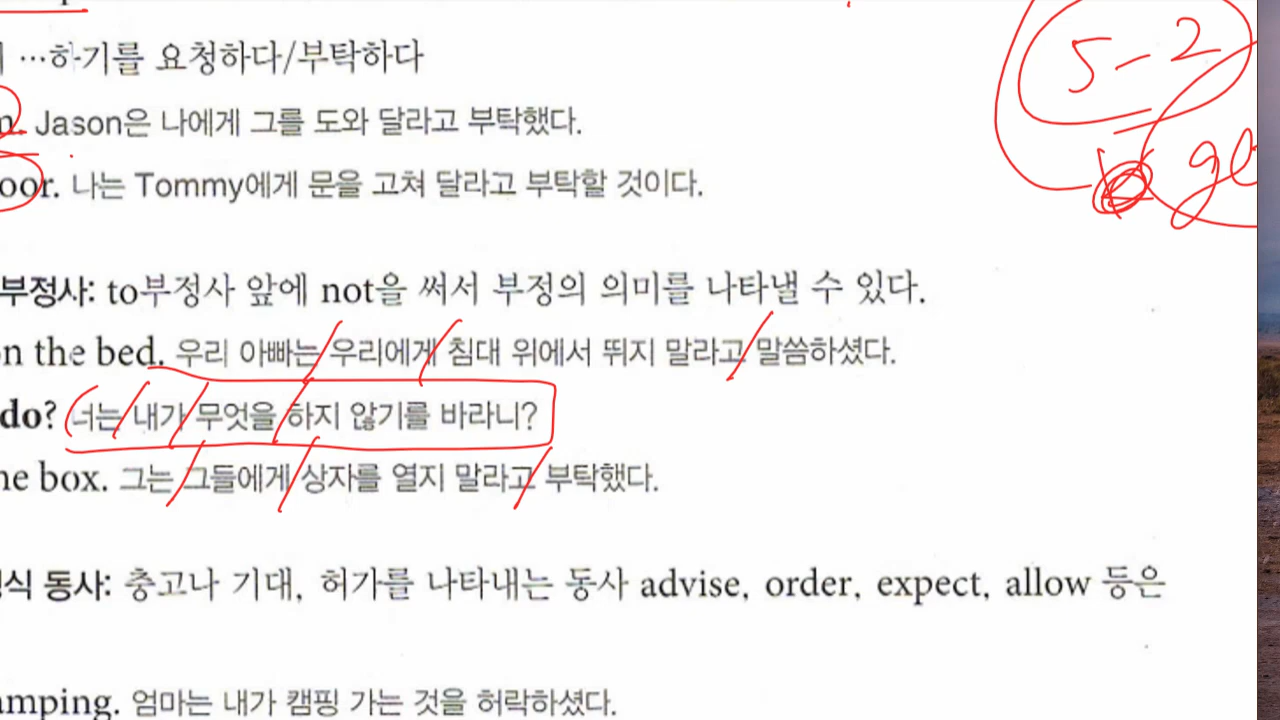 …하기를 요청하다/부탁하다
5-2
Jason은 나에게 그를 도와 달라고 부탁했다.
oor. 나는 Tommy에게 문을 고쳐 달라고 부탁할 것이다.
부정사: to부정사 앞에 not을 써서 부정의 의미를 나타낼 수 있다.
on the bed. 우리 아빠는 우리에게 침대 위에서 뛰지 말라고 말씀하셨다.
do? 너는 내가 무엇을 하지 않기를 바라니?
he box. 그는 그들에게 상자를 열지 말라고 부탁했다.
식 동사: 충고나 기대, 허가를 나타내는 동사 advise, order, expect, allow 등은
amping. 엄마는 내가 캠핑 가는 것을 허락하셨다.